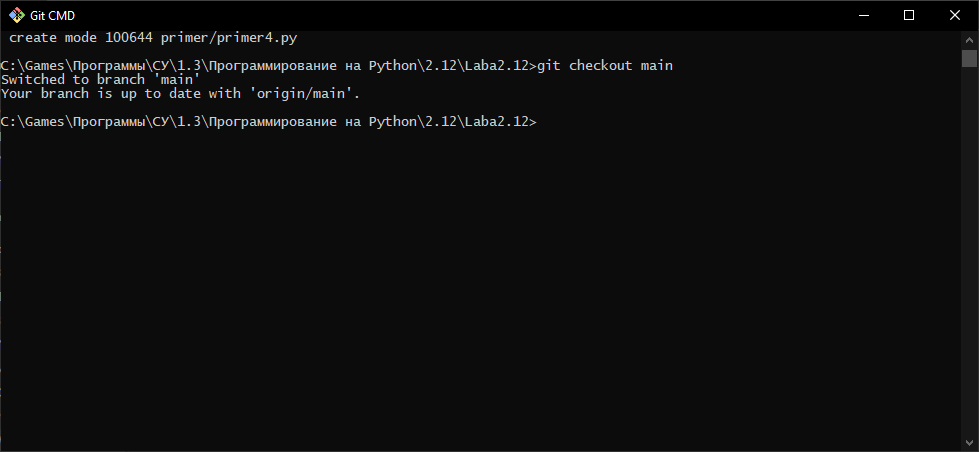 Git CMD
create mode 100644 primer/primer4.py
C:\Games\Программы\СУ\1.3\Программирование на Python\2.12\Laba2.12>git checkout main
Switched to branch 'main'
Your branch is up to date with 'origin/main'.
C:\Games\Программы\СУ\1.3\Программирование на Python\2.12\Laba2.12>